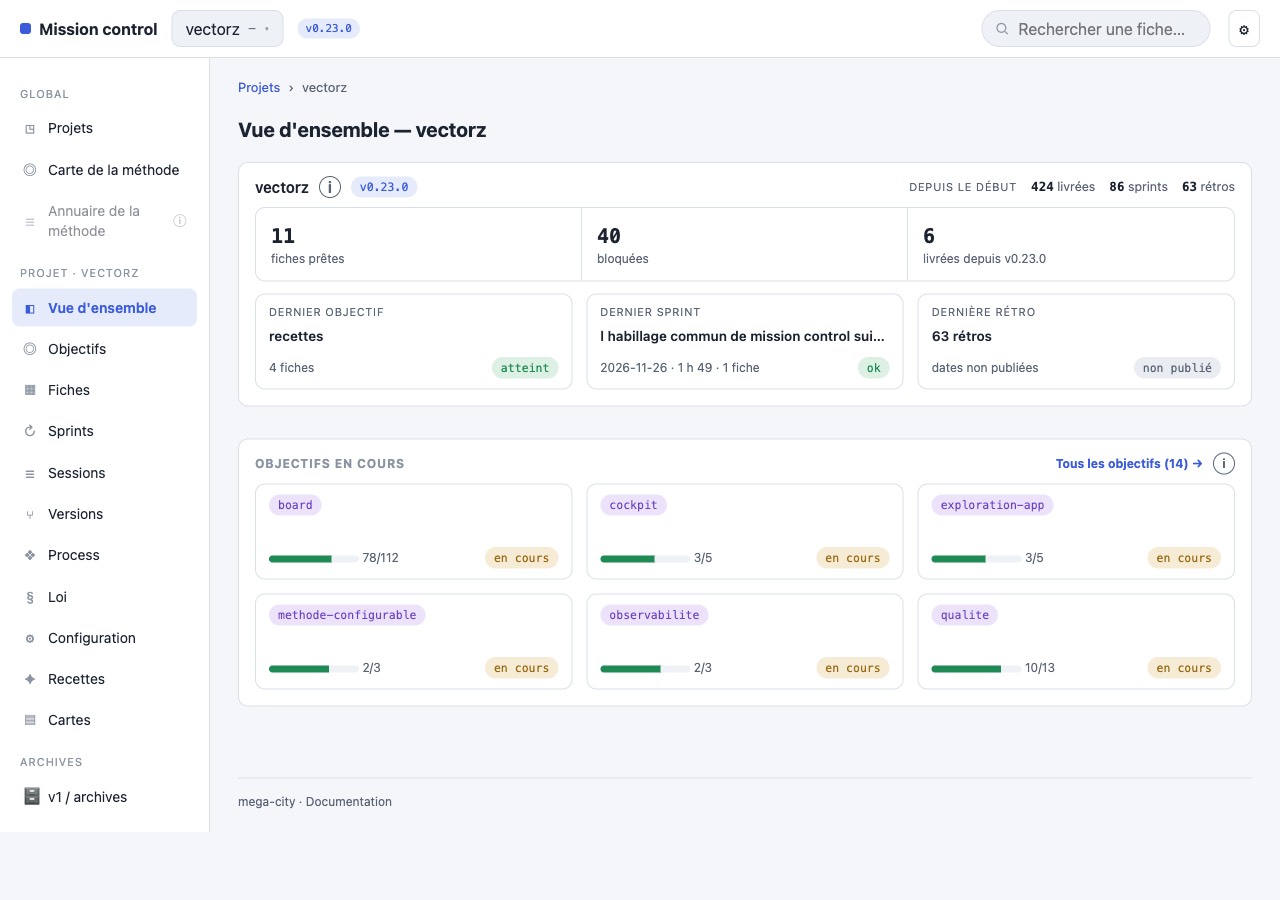 Mission control
vectorz –
v0.23.0
Rechercher une fiche...
GLOBAL
Projets
Carte de la méthode
Annuaire de la
méthode
PROJET · VECTORZ
Vue d'ensemble
Objectifs
Fiches
Sprints
Sessions
Versions
Process
§ Loi
Configuration
Recettes
Cartes
ARCHIVES
v1 / archives
Projets › vectorz
Vue d'ensemble — vectorz
vectorz i v0.23.0
DEPUIS LE DÉBUT 424 livrées 86 sprints 63 rétros
11
fiches prêtes
40
bloquées
6
livrées depuis v0.23.0
DERNIER OBJECTIF
recettes
4 fiches atteint
DERNIER SPRINT
l habillage commun de mission control sui...
2026-11-26 · 1 h 49 · 1 fiche ok
DERNIÈRE RÉTRO
63 rétros
dates non publiées non publié
OBJECTIFS EN COURS
Tous les objectifs (14) → i
board
78/112 en cours
cockpit
3/5 en cours
exploration-app
3/5 en cours
methode-configurable
2/3 en cours
observabilite
2/3 en cours
qualite
10/13 en cours
mega-city · Documentation